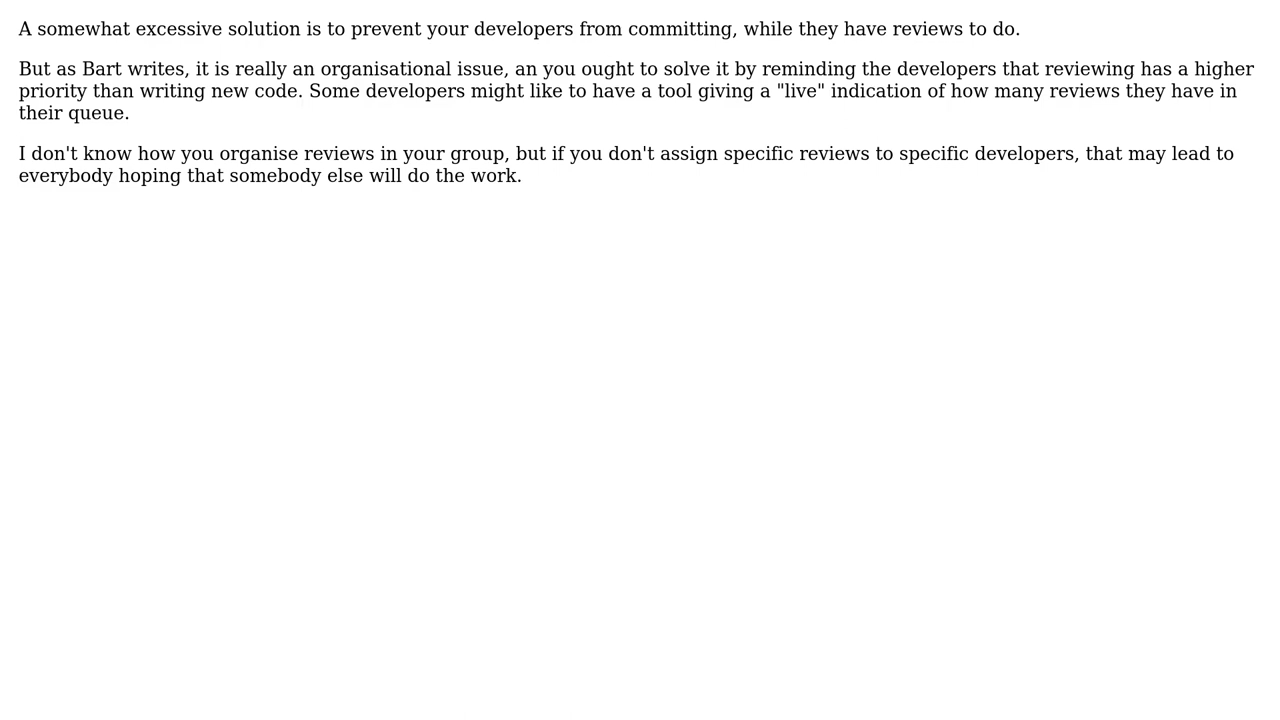 A somewhat excessive solution is to prevent your developers from committing, while they have reviews to do.
But as Bart writes, it is really an organisational issue, an you ought to solve it by reminding the developers that reviewing has a higher
priority than writing new code. Some developers might like to have a tool giving a "live" indication of how many reviews they have in
their queue.
I don't know how you organise reviews in your group, but if you don't assign specific reviews to specific developers, that may lead to
everybody hoping that somebody else will do the work.